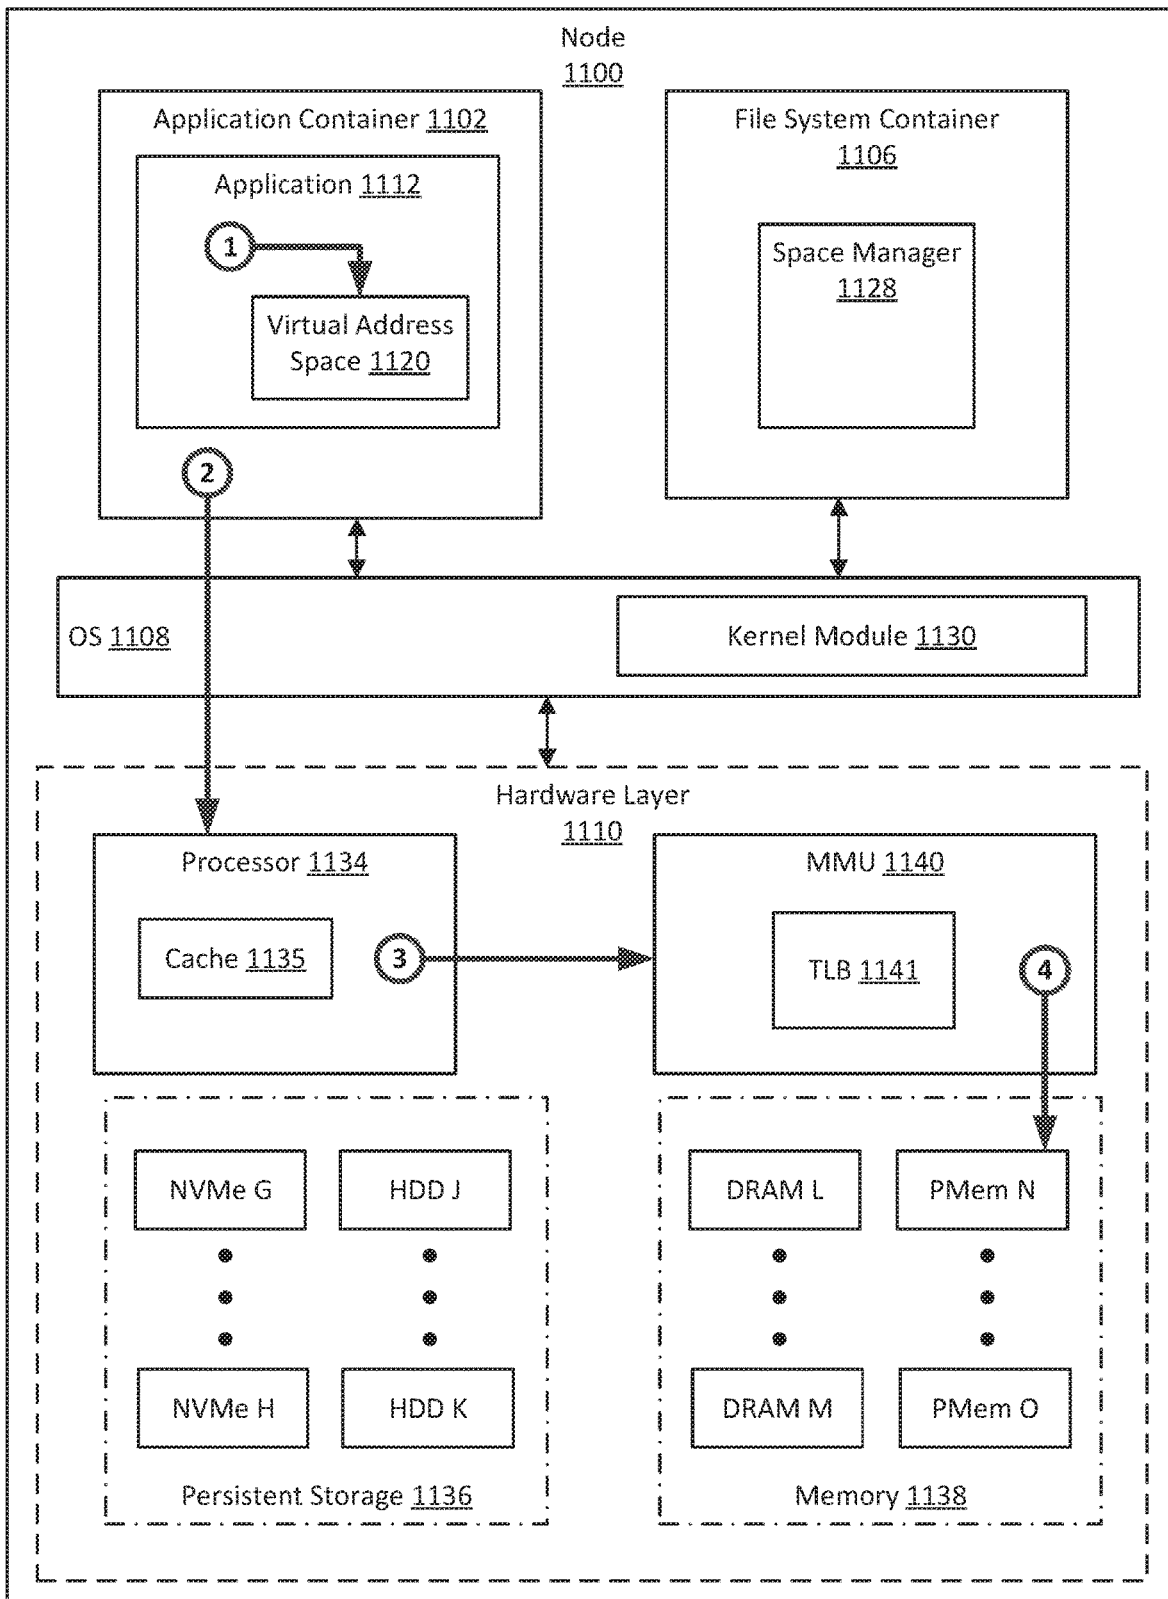 Node
1100
Application Container 1102
File System Container
1106
Application 1112
1
Virtual Address
Space 1120
Space Manager
1128
2
OS 1108
Kernel Module 1130
Hardware Layer
1110
Processor 1134
Cache 1135
3
MMU 1140
TLB 1141
4
NVMe G
HDD J
NVMe H
HDD K
Persistent Storage 1136
DRAM L
PMem N
DRAM M
PMem O
Memory 1138